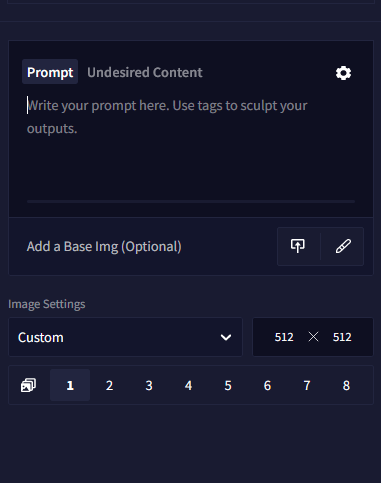 Prompt Undesired Content
Write your prompt here. Use tags to sculpt your
outputs.
Add a Base Img (Optional)
Image Settings
Custom 512 × 512
1 2 3 4 5 6 7 8